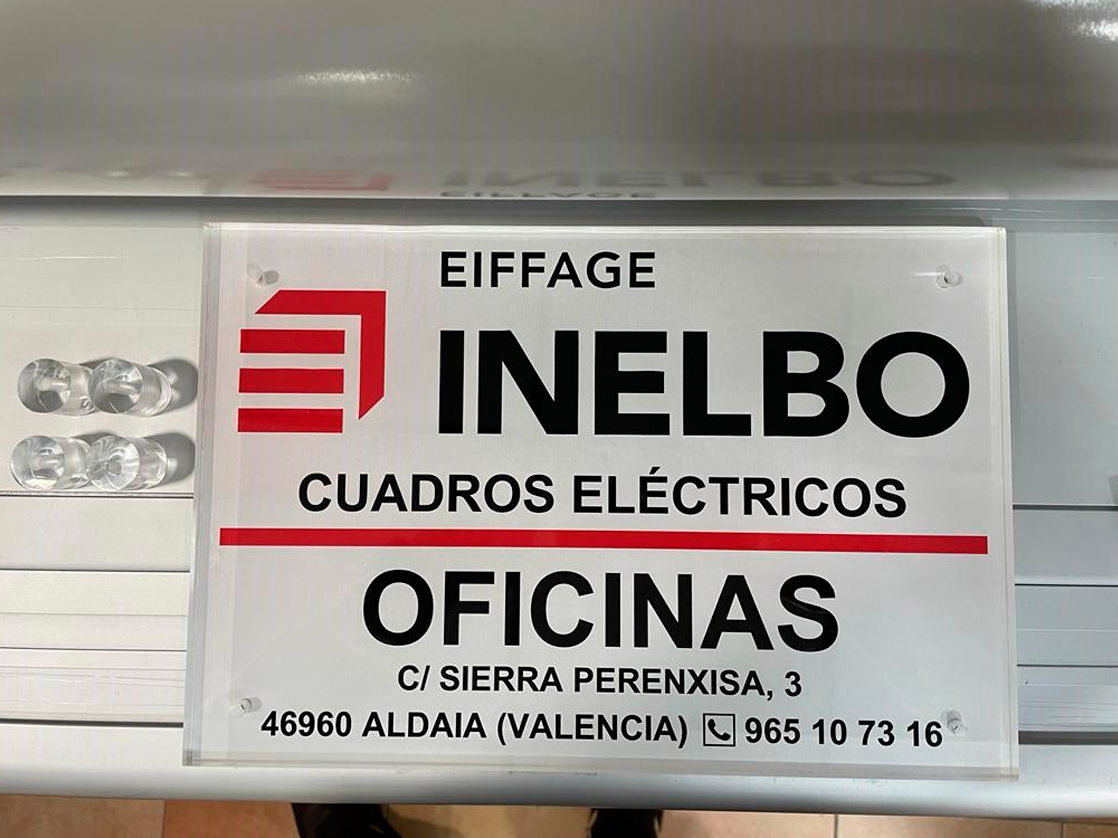 EIFFAGE
INELBO
CUADROS ELÉCTRICOS
OFICINAS
C/ SIERRA PERENXISA, 3
46960 ALDAIA (VALENCIA) 965 10 73 16